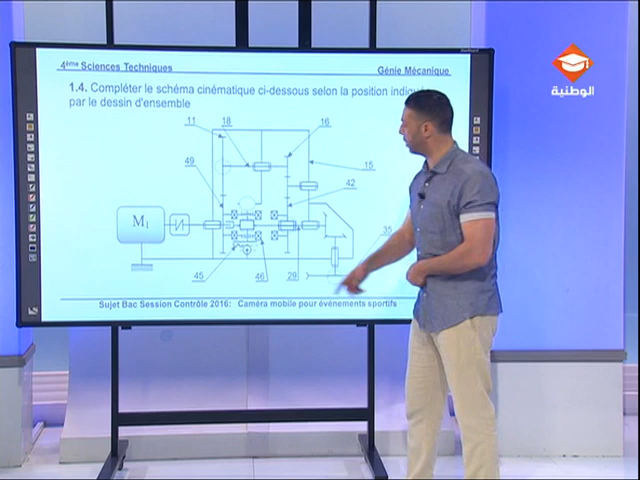 4ème Sciences Techniques
Génie Mécanique
1.4. Compléter le schéma cinématique ci-dessous selon la position
par le dessin d'ensemble
11
18
16
15
49
42
M1
35
45
46
29
Sujet Bac Session Contrôle 2016: Caméra mobile pour événements sportifs
الوطنية